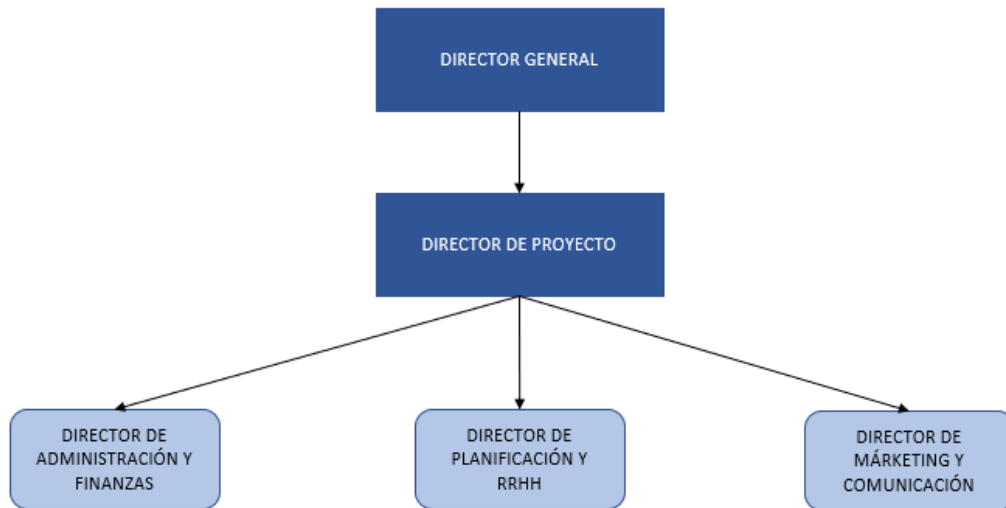 DIRECTOR GENERAL
DIRECTOR DE PROYECTO
DIRECTOR DE
ADMINISTRACIÓN Y
FINANZAS
DIRECTOR DE
PLANIFICACIÓN Y
RRHH
DIRECTOR DE
MÁRKETING Y
COMUNICACIÓN